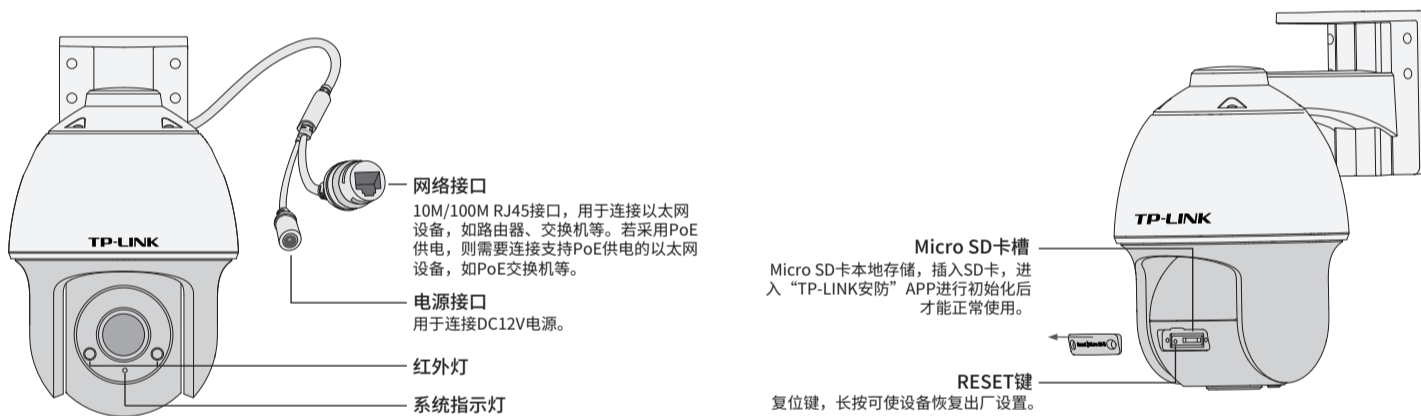 网络接口
10M/100M RJ45接口，用于连接以太网
设备，如路由器、交换机等。若采用PoE
供电，则需要连接支持PoE供电的以太网
设备，如PoE交换机等。
TP-LINK
电源接口
用于连接DC12V电源。
红外灯
系统指示灯
TP-LINK
Micro SD卡槽
Micro SD卡本地存储，插入SD卡，进
入“TP-LINK安防”APP进行初始化后
才能正常使用。
RESET键
复位键，长按可使设备恢复出厂设置。